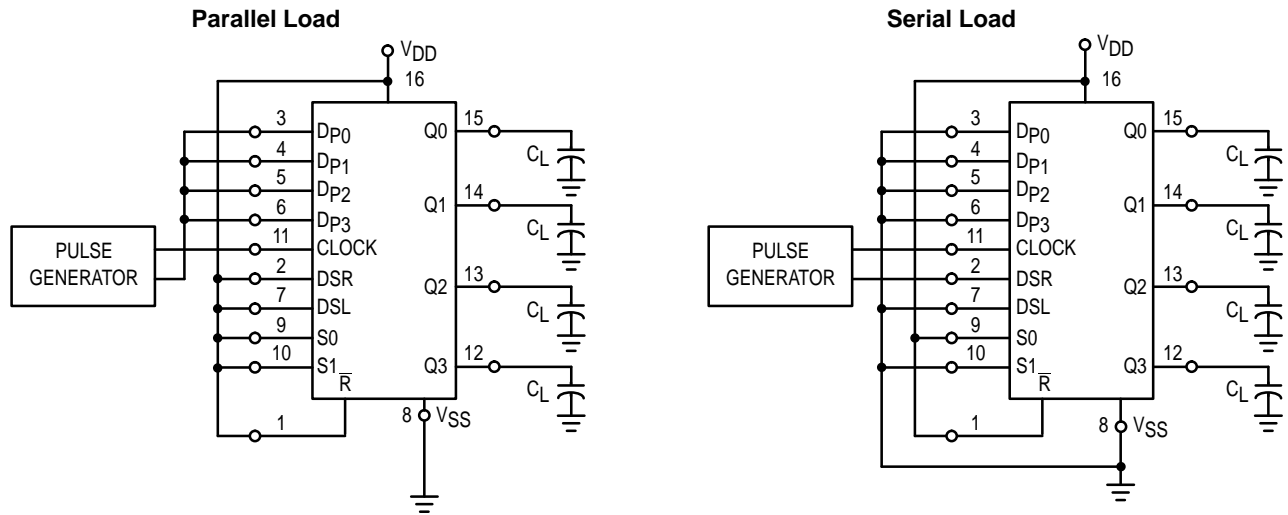 Parallel Load
V_DD
16
3
D_P0
Q0
15
C_L
4
D_P1
5
D_P2
Q1
14
C_L
6
D_P3
11
CLOCK
PULSE
GENERATOR
2
DSR
Q2
13
C_L
7
DSL
9
S0
10
S1
Q3
12
C_L
R̅
1
8
V_SS
Serial Load
V_DD
16
3
D_P0
Q0
15
C_L
4
D_P1
5
D_P2
Q1
14
C_L
6
D_P3
11
CLOCK
PULSE
GENERATOR
2
DSR
Q2
13
C_L
7
DSL
9
S0
10
S1
Q3
12
C_L
R̅
1
8
V_SS